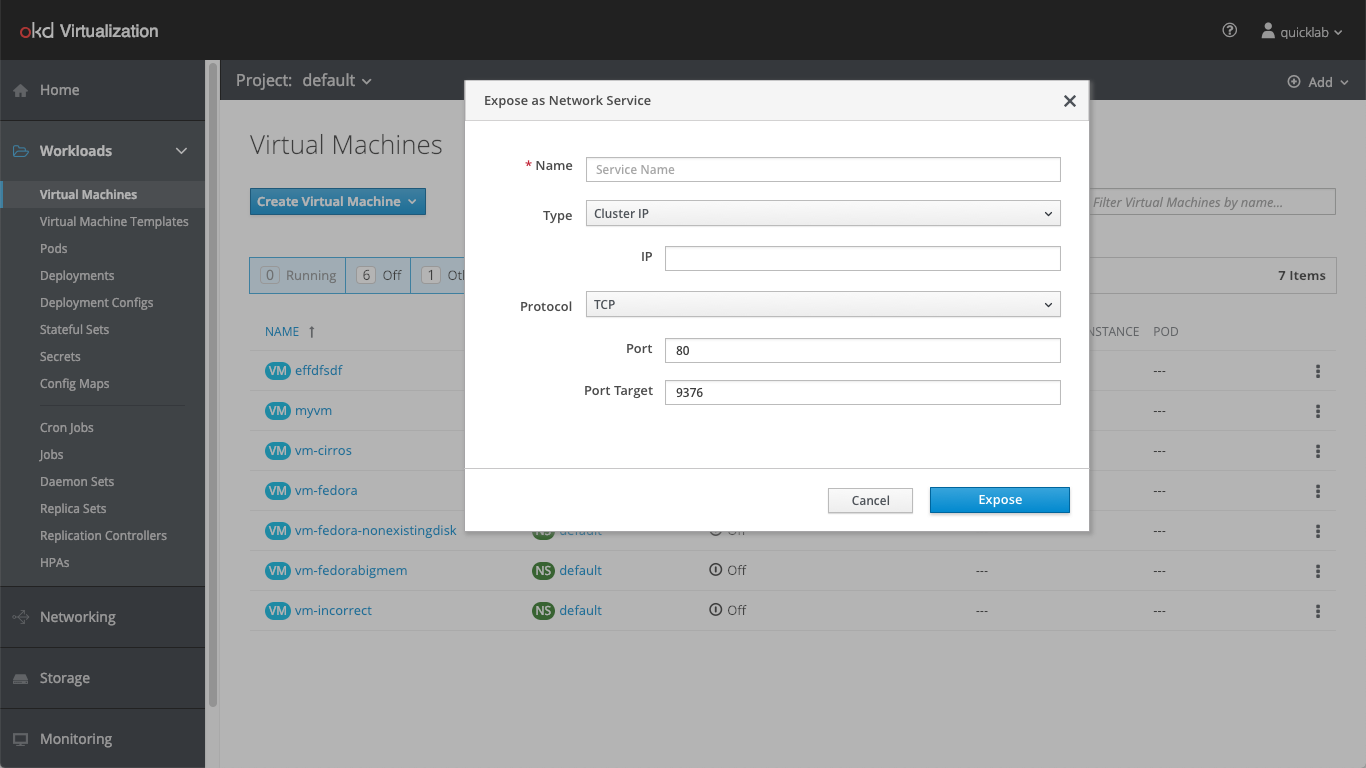 okd Virtualization
quicklab
Home
Workloads
Virtual Machines
Virtual Machine Templates
Pods
Deployments
Deployment Configs
Stateful Sets
Secrets
Config Maps
Cron Jobs
Jobs
Daemon Sets
Replica Sets
Replication Controllers
HPAs
Networking
Storage
Monitoring
Project: default
Add
Virtual Machines
Create Virtual Machine
Filter Virtual Machines by name...
0 Running 6 Off 1
7 Items
NAME POD
VM effdfsdf ---
VM myvm ---
VM vm-cirros ---
VM vm-fedora ---
VM vm-fedora-nonexistingdisk NS default Off ---
VM vm-fedorabigmem NS default Off --- ---
VM vm-incorrect NS default Off --- ---
Expose as Network Service
* Name Service Name
Type Cluster IP
IP
Protocol TCP
Port 80
Port Target 9376
Cancel Expose